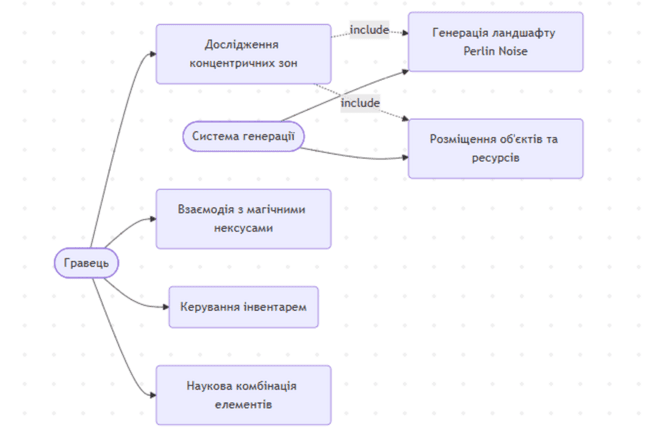 Дослідження
концентричних зон
include
Генерація ландшафту
Perlin Noise
include
Система генерації
Розміщення об'єктів та
ресурсів
Взаємодія з магічними
нексусами
Гравець
Керування інвентарем
Наукова комбінація
елементів